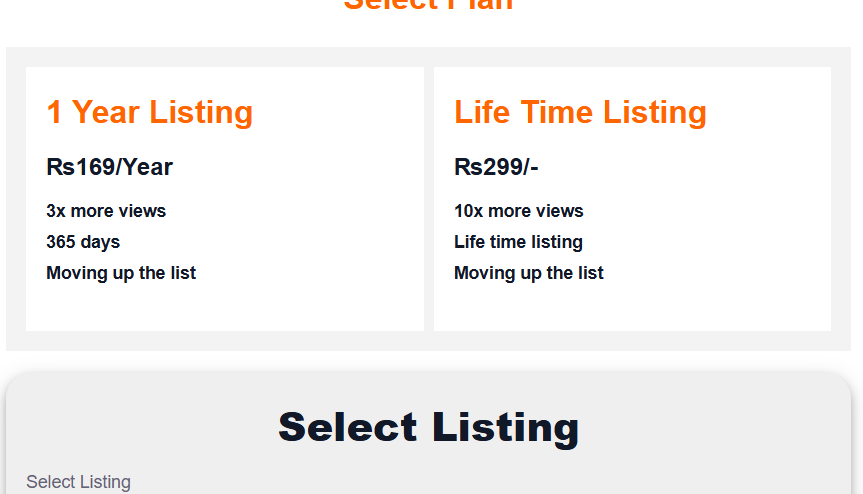 Select Plan
1 Year Listing
Rs169/Year
3x more views
365 days
Moving up the list
Life Time Listing
Rs299/-
10x more views
Life time listing
Moving up the list
Select Listing
Select Listing